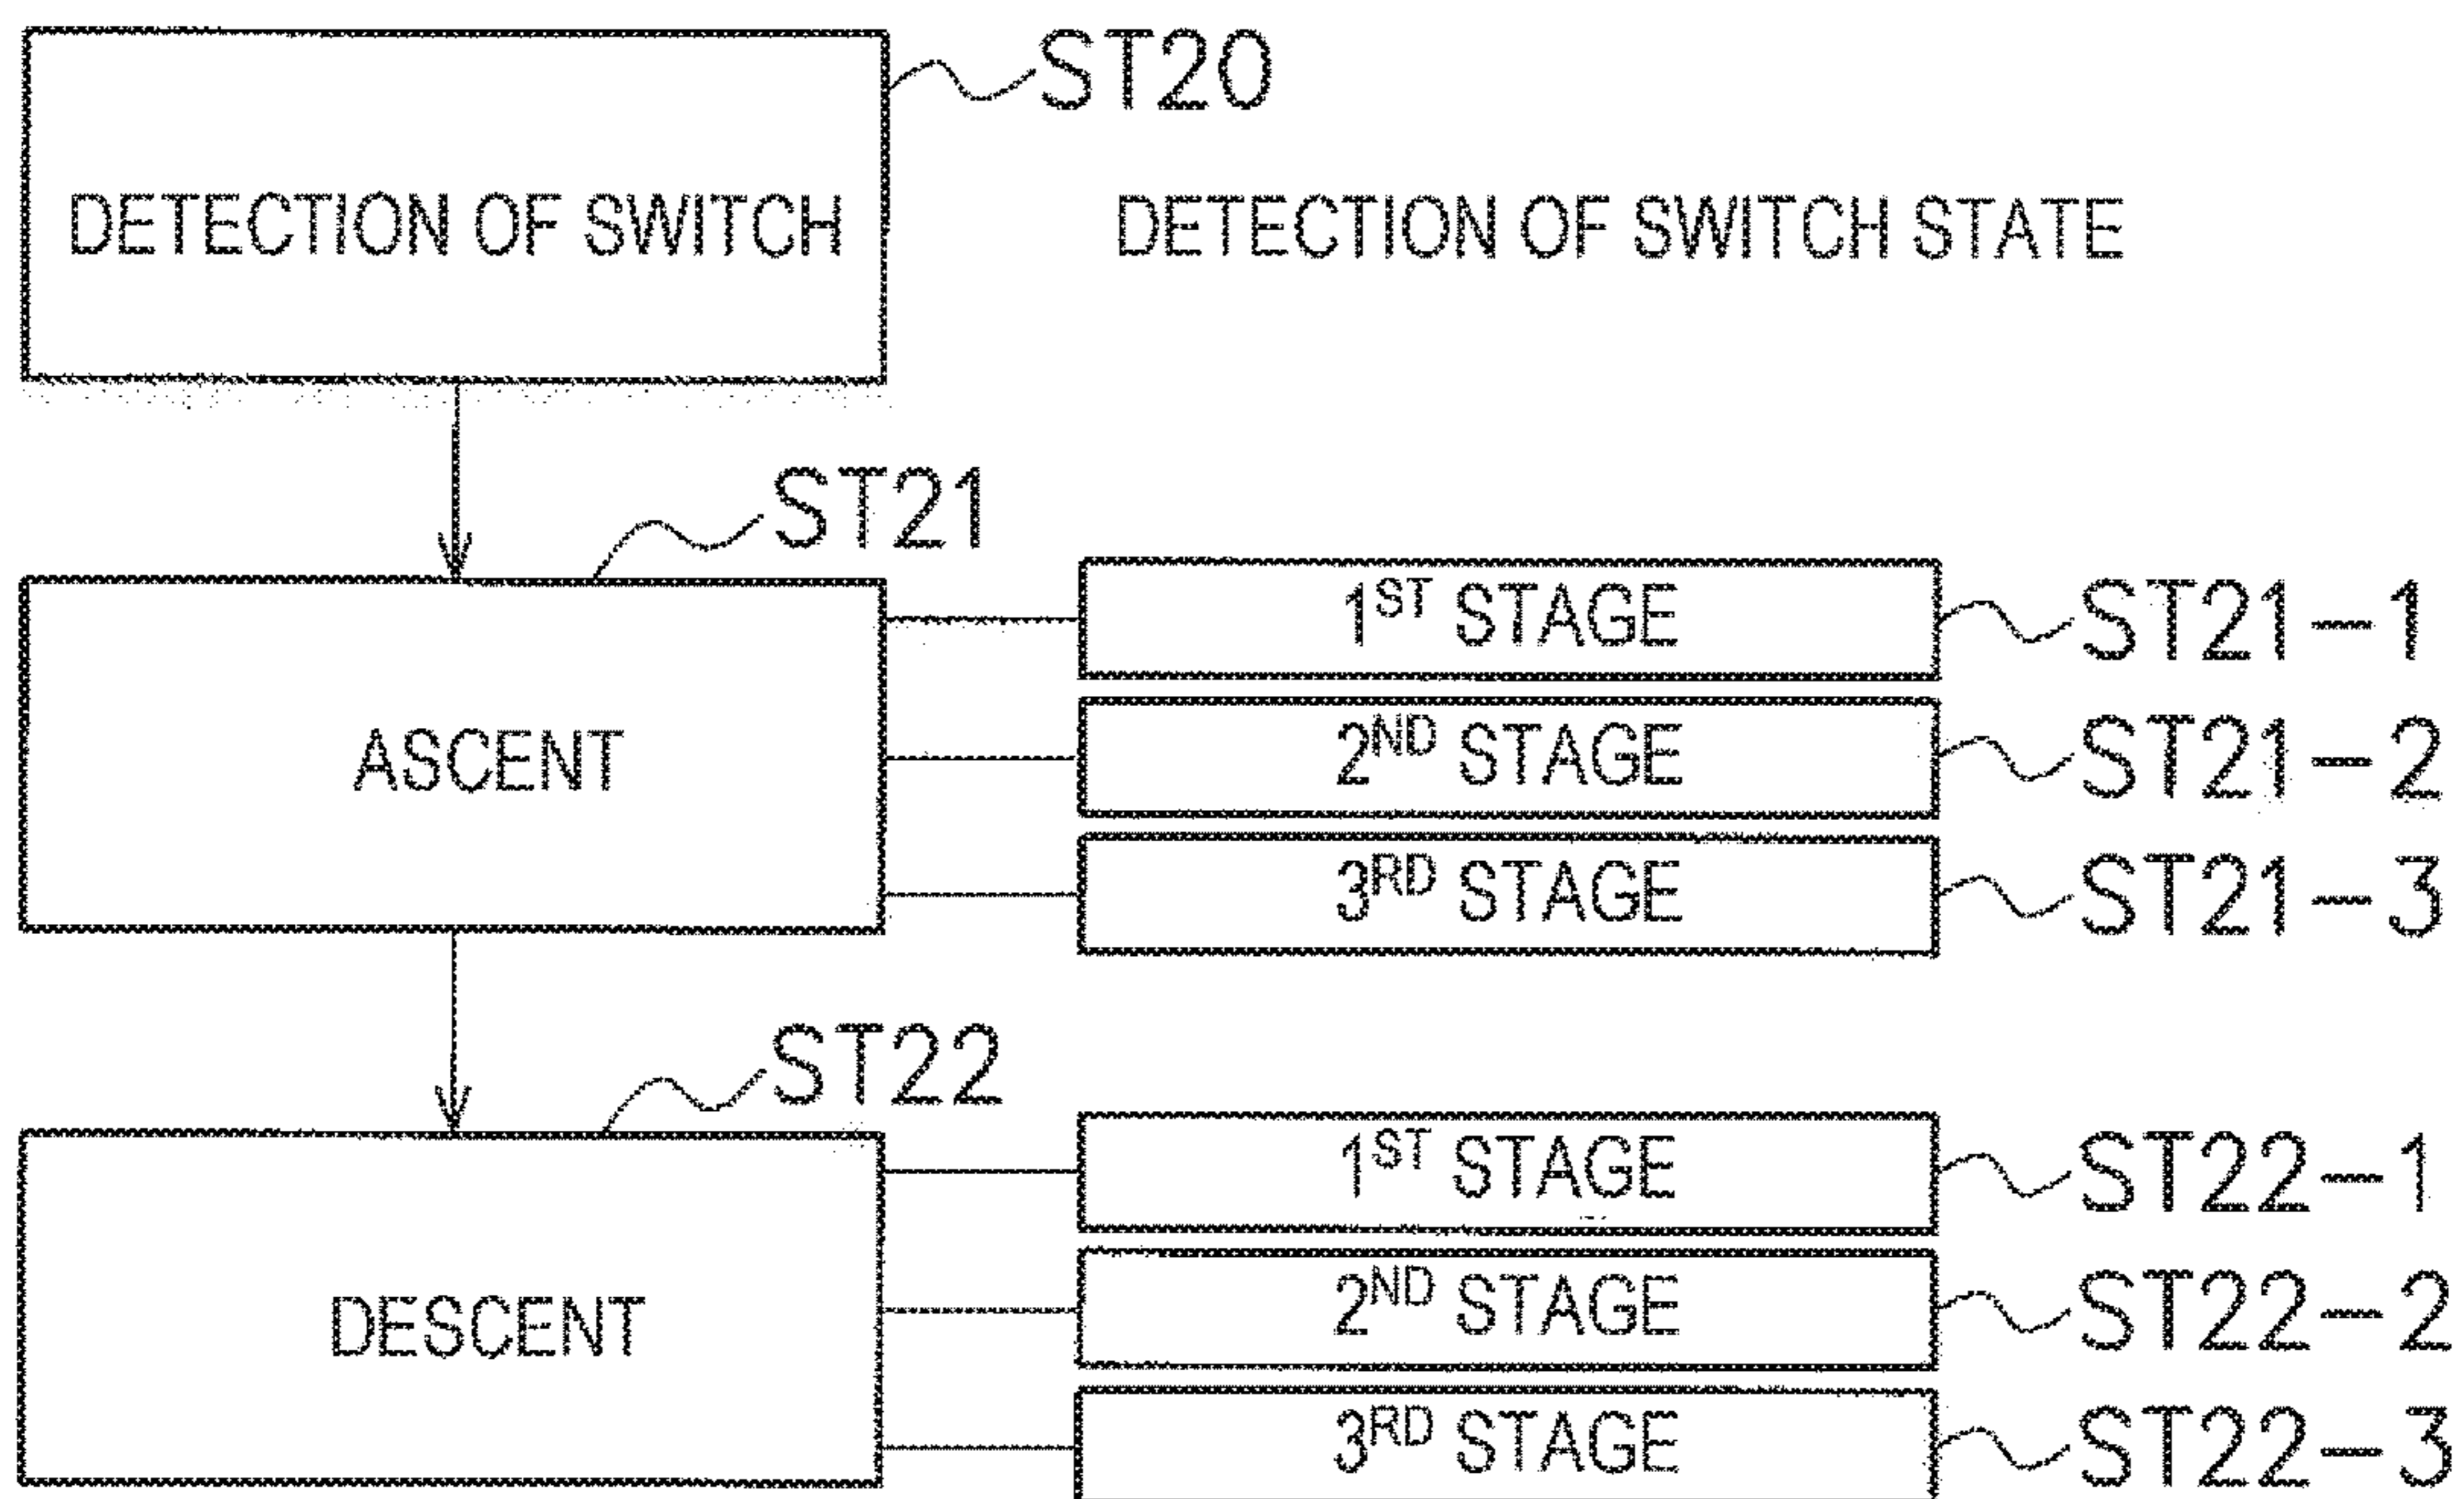 ST20
DETECTION OF SWITCH
DETECTION OF SWITCH STATE
ST21
ASCENT
1ST STAGE
ST21-1
2ND STAGE
ST21-2
3RD STAGE
ST21-3
ST22
DESCENT
1ST STAGE
ST22-1
2ND STAGE
ST22-2
3RD STAGE
ST22-3